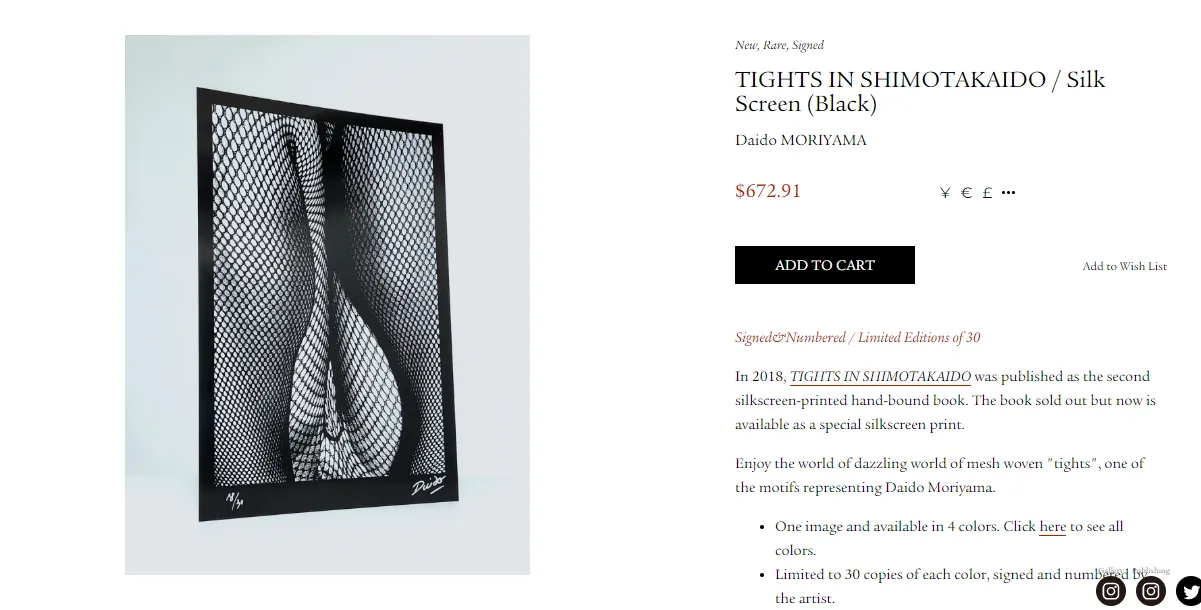 New, Rare, Signed
TIGHTS IN SHIMOTAKAIDO / Silk
Screen (Black)
Daido MORIYAMA
$672.91
¥ € £ •••
ADD TO CART
Add to Wish List
Signed&Numbered / Limited Editions of 30
In 2018, TIGHTS IN SHIMOTAKAIDO was published as the second
silkscreen-printed hand-bound book. The book sold out but now is
available as a special silkscreen print.
Enjoy the world of dazzling world of mesh woven "tights", one of
the motifs representing Daido Moriyama.
• One image and available in 4 colors. Click here to see all
colors.
• Limited to 30 copies of each color, signed and numbered by
the artist.
Gallery
Publishing
18/30
Daido